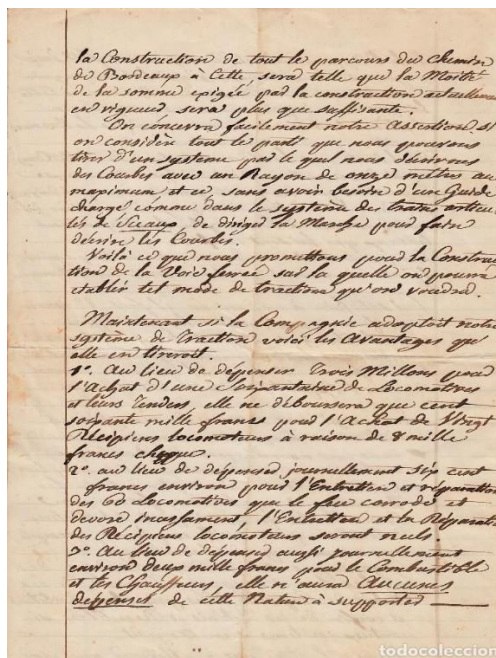 la Construction de tout le parcours du chemin
de Bordeaux à Cette, sera telle que la Moitié
de la somme exigée par la construction actuellement
en vigueur sera plus que suffisante.
On concevra facilement notre Assertion si
on considère tout le parti que nous pouvons
tirer d'un système par le quel nous décrivons
des Courbes avec un Rayon de onze mètres au
maximum et ce, sans avoir besoin d'un Guide
chargé comme dans le système des trains articu
lés de Sceaux, de diriger la Marche pour faire
décrire les Courbes.
Voilà ce que nous promettons pour la Construc
tion de la Voie ferrée sur la quelle on pourra
établir tel mode de traction qu'on voudra.
Maintenant si la Compagnie adoptoit notre
système de Traction voici les Avantages qu'
elle en tireroit.
1o. Au lieu de dépenser Trois Millions pour
l'Achat d'une Cinquantaine de Locomotives
et leurs Tenders, elle ne déboursera que cent
soixante mille francs pour l'Achat de Vingt
Récipiens locomoteurs à raison de 8 mille
francs chaque.
2o. au lieu de dépenser journellement six cent
francs environ pour l'Entretien et réparation
des 60 Locomotives que le feu corrode et
dévore incessament, l'Entretien et la Réparation
des Récipiens locomoteurs seront nuls.
3o. Au lieu de dépenser aussi journellement
environ deux mille francs pour le Combustible
et les Chauffeurs, elle n'aura Aucunes
dépenses de cette Nature à supporter
todocoleccion